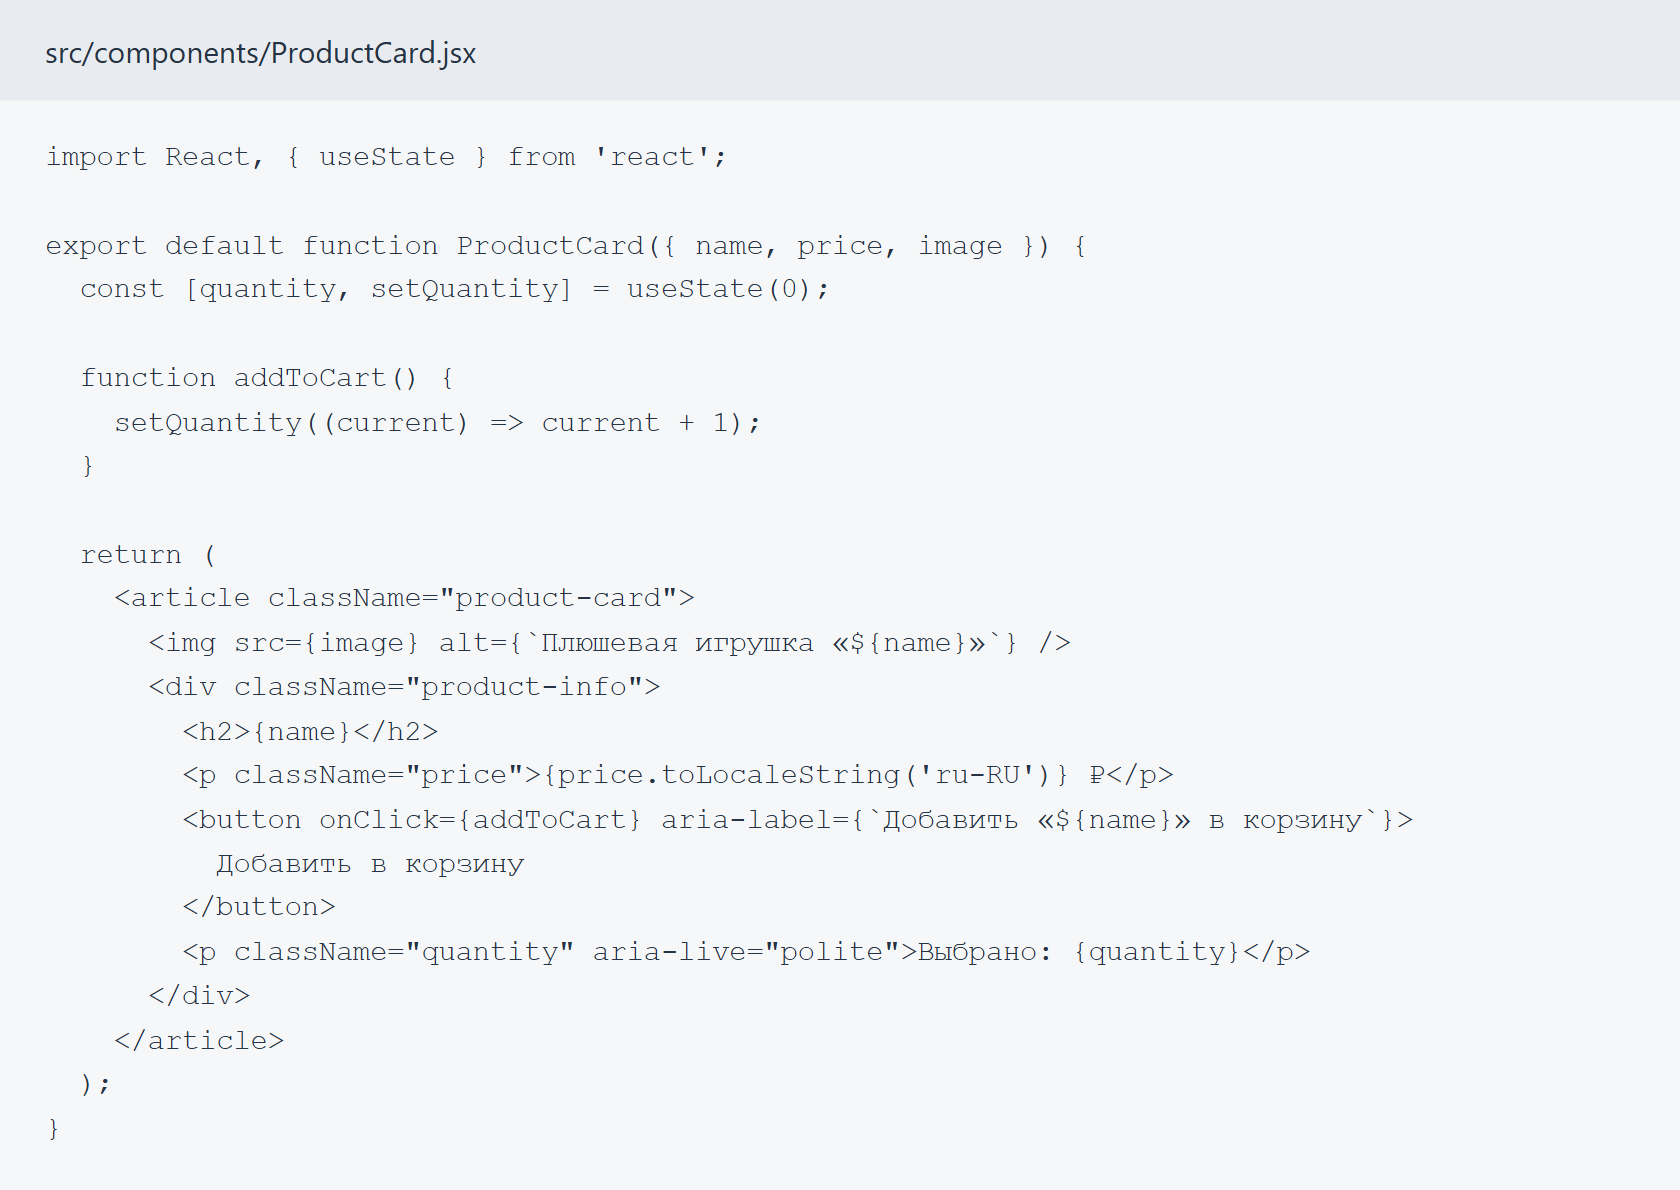 src/components/ProductCard.jsx
import React, { useState } from 'react';
export default function ProductCard({ name, price, image }) {
  const [quantity, setQuantity] = useState(0);
  function addToCart() {
    setQuantity((current) => current + 1);
  }
  return (
    <article className="product-card">
      <img src={image} alt={`Плюшевая игрушка «${name}»`} />
      <div className="product-info">
        <h2>{name}</h2>
        <p className="price">{price.toLocaleString('ru-RU')} ₽</p>
        <button onClick={addToCart} aria-label={`Добавить «${name}» в корзину`}>
          Добавить в корзину
        </button>
        <p className="quantity" aria-live="polite">Выбрано: {quantity}</p>
      </div>
    </article>
  );
}